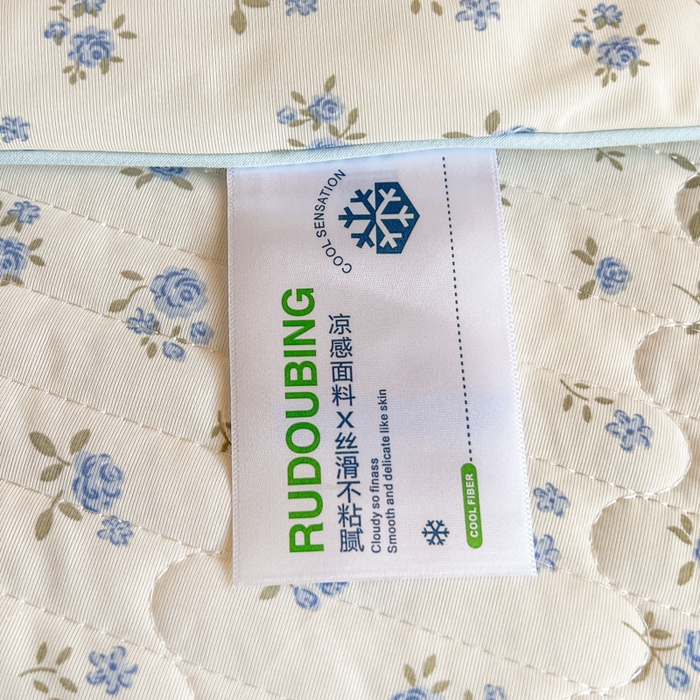 COOL SENSATION
RUDOUBING
凉感面料×丝滑不粘腻
Cloudy so finass
Smooth and delicate like skin
COOL FIBER